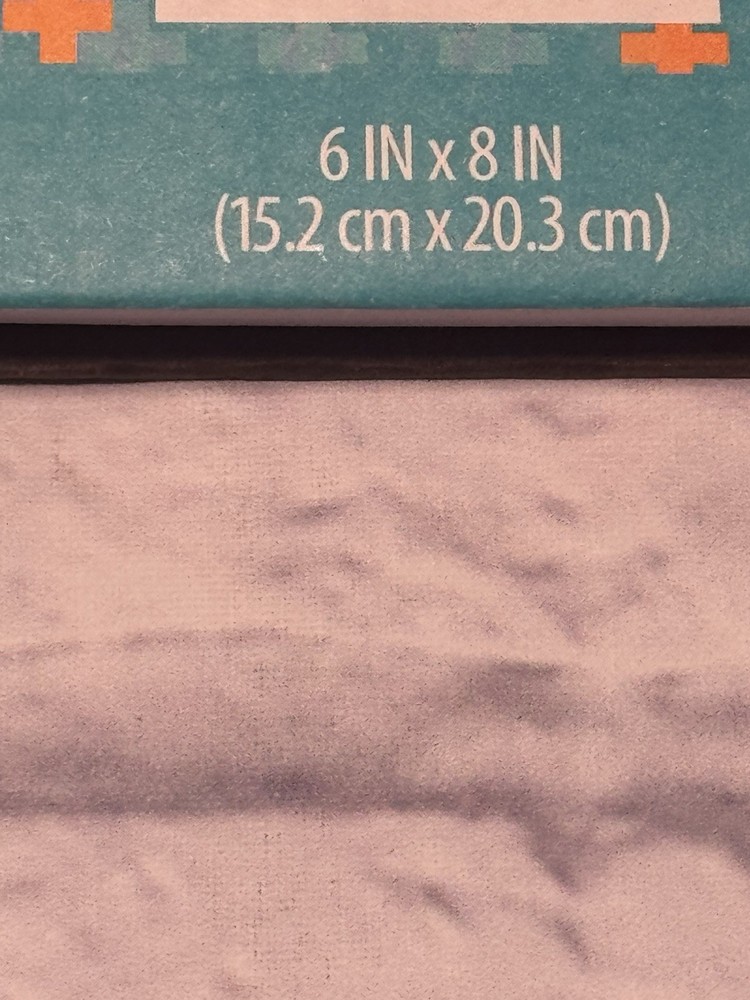 6 IN x 8 IN
(15.2 cm x 20.3 cm)